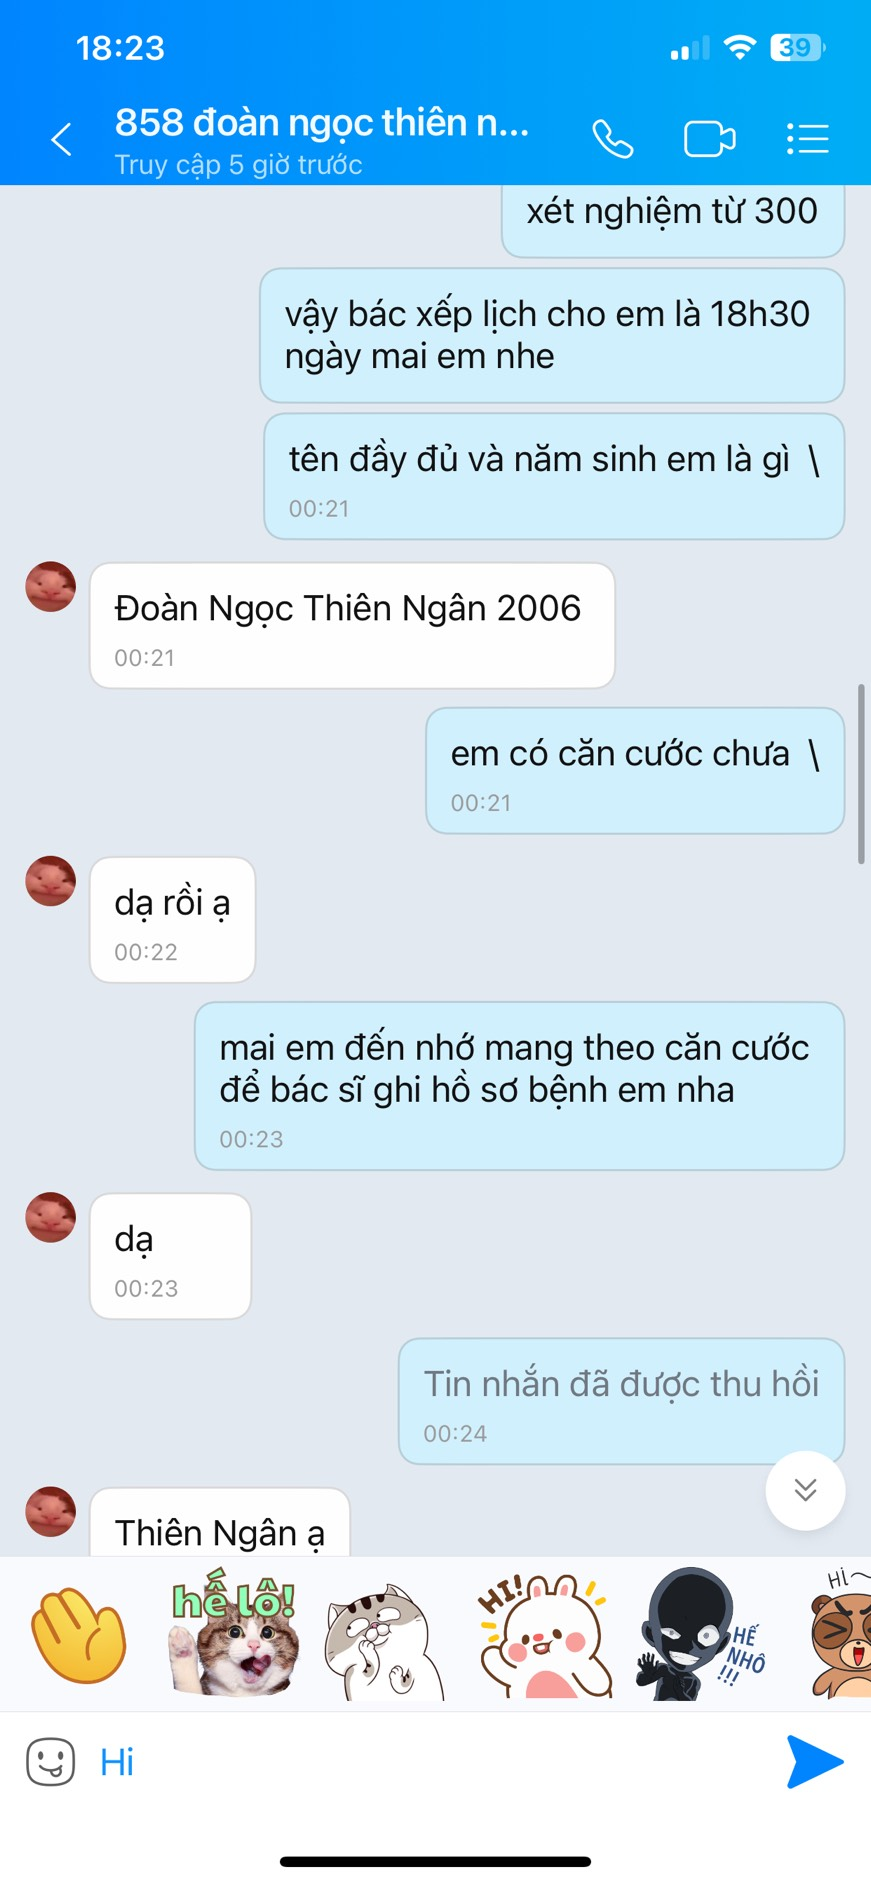 18:23
39
858 đoàn ngọc thiên n...
Truy cập 5 giờ trước
xét nghiệm từ 300
vậy bác xếp lịch cho em là 18h30
ngày mai em nhe
tên đầy đủ và năm sinh em là gì \
00:21
Đoàn Ngọc Thiên Ngân 2006
00:21
em có căn cước chưa \
00:21
dạ rồi ạ
00:22
mai em đến nhớ mang theo căn cước
để bác sĩ ghi hồ sơ bệnh em nha
00:23
dạ
00:23
Tin nhắn đã được thu hồi
00:24
Thiên Ngân ạ
hế lô!
HI!
HẾ
NHÔ
!!!
Hi~
Hi